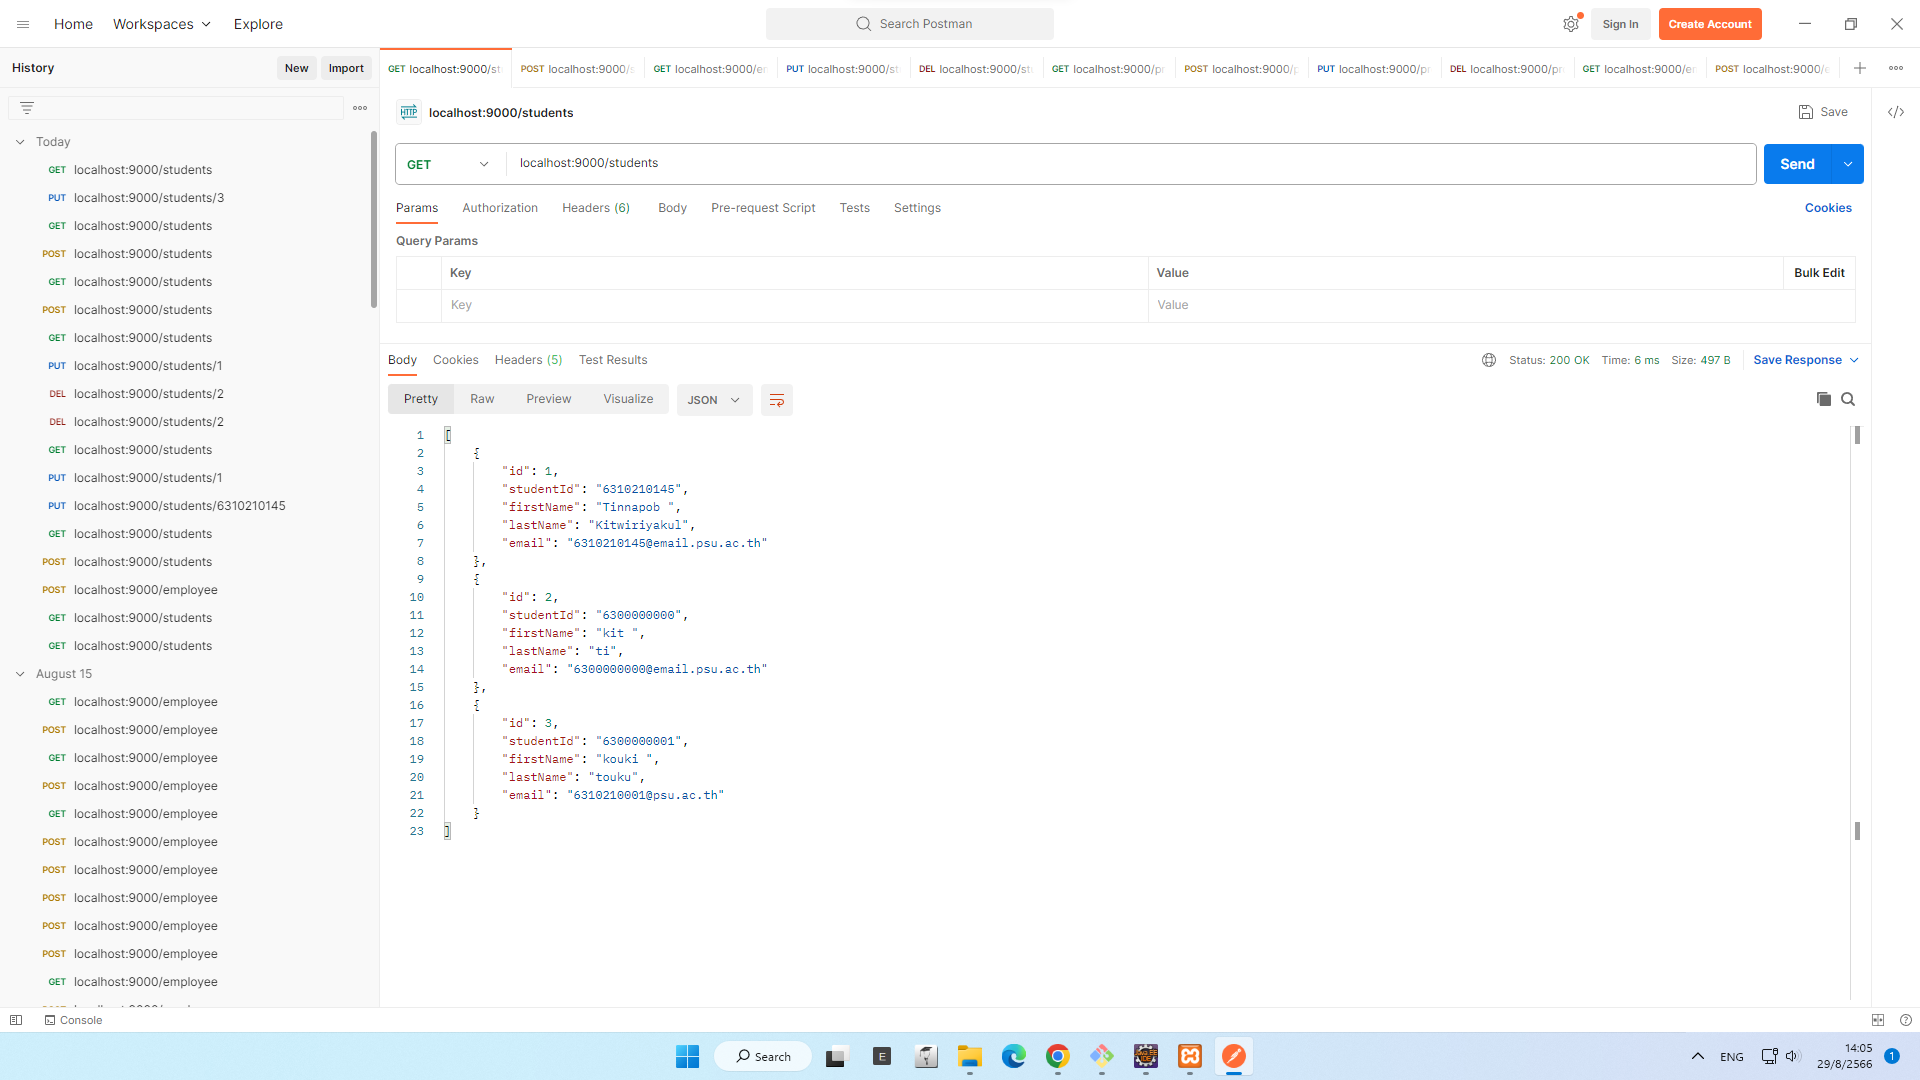 Home
Workspaces
Explore
Search Postman
Sign In
Create Account
History
New
Import
GET localhost:9000/st
POST localhost:9000/s
GET localhost:9000/en
PUT localhost:9000/st
DEL localhost:9000/stu
GET localhost:9000/pr
POST localhost:9000/p
PUT localhost:9000/pr
DEL localhost:9000/pro
GET localhost:9000/en
POST localhost:9000/e
HTTP localhost:9000/students
Save
GET
localhost:9000/students
Send
Params
Authorization
Headers (6)
Body
Pre-request Script
Tests
Settings
Cookies
Query Params
Key
Value
Bulk Edit
Key
Value
Today
GET localhost:9000/students
PUT localhost:9000/students/3
GET localhost:9000/students
POST localhost:9000/students
GET localhost:9000/students
POST localhost:9000/students
GET localhost:9000/students
PUT localhost:9000/students/1
DEL localhost:9000/students/2
DEL localhost:9000/students/2
GET localhost:9000/students
PUT localhost:9000/students/1
PUT localhost:9000/students/6310210145
GET localhost:9000/students
POST localhost:9000/students
POST localhost:9000/employee
GET localhost:9000/students
GET localhost:9000/students
August 15
GET localhost:9000/employee
POST localhost:9000/employee
GET localhost:9000/employee
POST localhost:9000/employee
GET localhost:9000/employee
POST localhost:9000/employee
POST localhost:9000/employee
POST localhost:9000/employee
POST localhost:9000/employee
POST localhost:9000/employee
GET localhost:9000/employee
Body
Cookies
Headers (5)
Test Results
Status: 200 OK
Time: 6 ms
Size: 497 B
Save Response
Pretty
Raw
Preview
Visualize
JSON
1 [
2 {
3 "id": 1,
4 "studentId": "6310210145",
5 "firstName": "Tinnapob ",
6 "lastName": "Kitwiriyakul",
7 "email": "6310210145@email.psu.ac.th"
8 },
9 {
10 "id": 2,
11 "studentId": "6300000000",
12 "firstName": "kit ",
13 "lastName": "ti",
14 "email": "6300000000@email.psu.ac.th"
15 },
16 {
17 "id": 3,
18 "studentId": "6300000001",
19 "firstName": "kouki ",
20 "lastName": "touku",
21 "email": "6310210001@psu.ac.th"
22 }
23 ]
Console
Search
E
ENG
14:05
29/8/2566
1